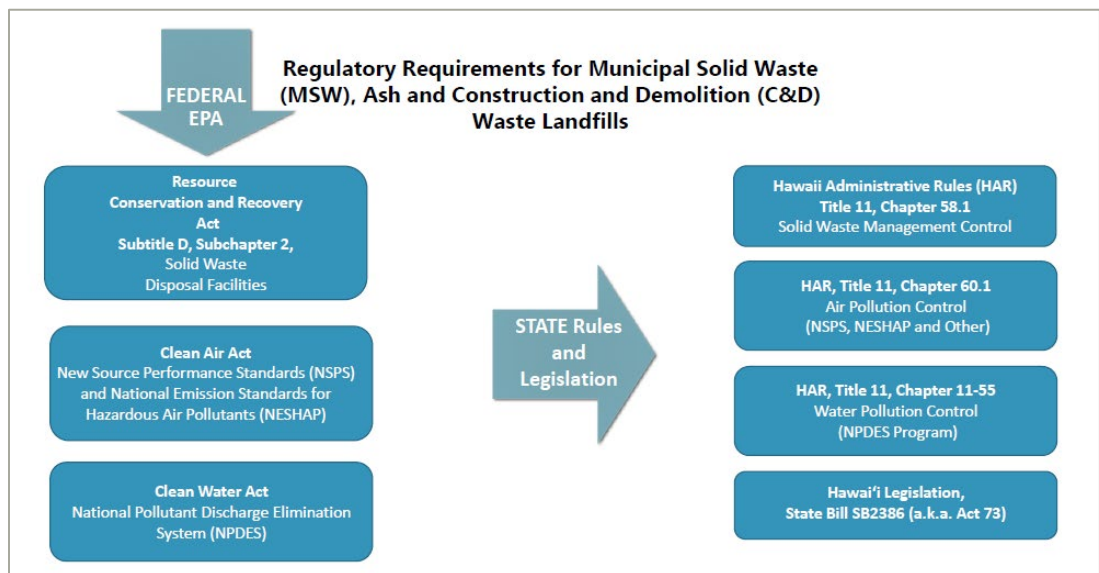 Regulatory Requirements for Municipal Solid Waste
(MSW), Ash and Construction and Demolition (C&D)
Waste Landfills
FEDERAL
EPA
Resource
Conservation and Recovery
Act
Subtitle D, Subchapter 2,
Solid Waste
Disposal Facilities
Clean Air Act
New Source Performance Standards (NSPS)
and National Emission Standards for
Hazardous Air Pollutants (NESHAP)
Clean Water Act
National Pollutant Discharge Elimination
System (NPDES)
STATE Rules
and
Legislation
Hawaii Administrative Rules (HAR)
Title 11, Chapter 58.1
Solid Waste Management Control
HAR, Title 11, Chapter 60.1
Air Pollution Control
(NSPS, NESHAP and Other)
HAR, Title 11, Chapter 11-55
Water Pollution Control
(NPDES Program)
Hawaiʻi Legislation,
State Bill SB2386 (a.k.a. Act 73)